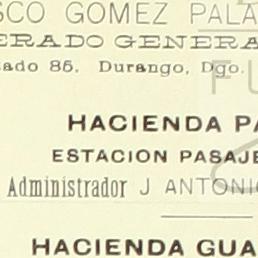 SCO GOMEZ PALA
ERADO GENERA
ado 85, Durango, Dgo.
HACIENDA PA
ESTACION PASAJE
Administrador J ANTONIO
HACIENDA GUA